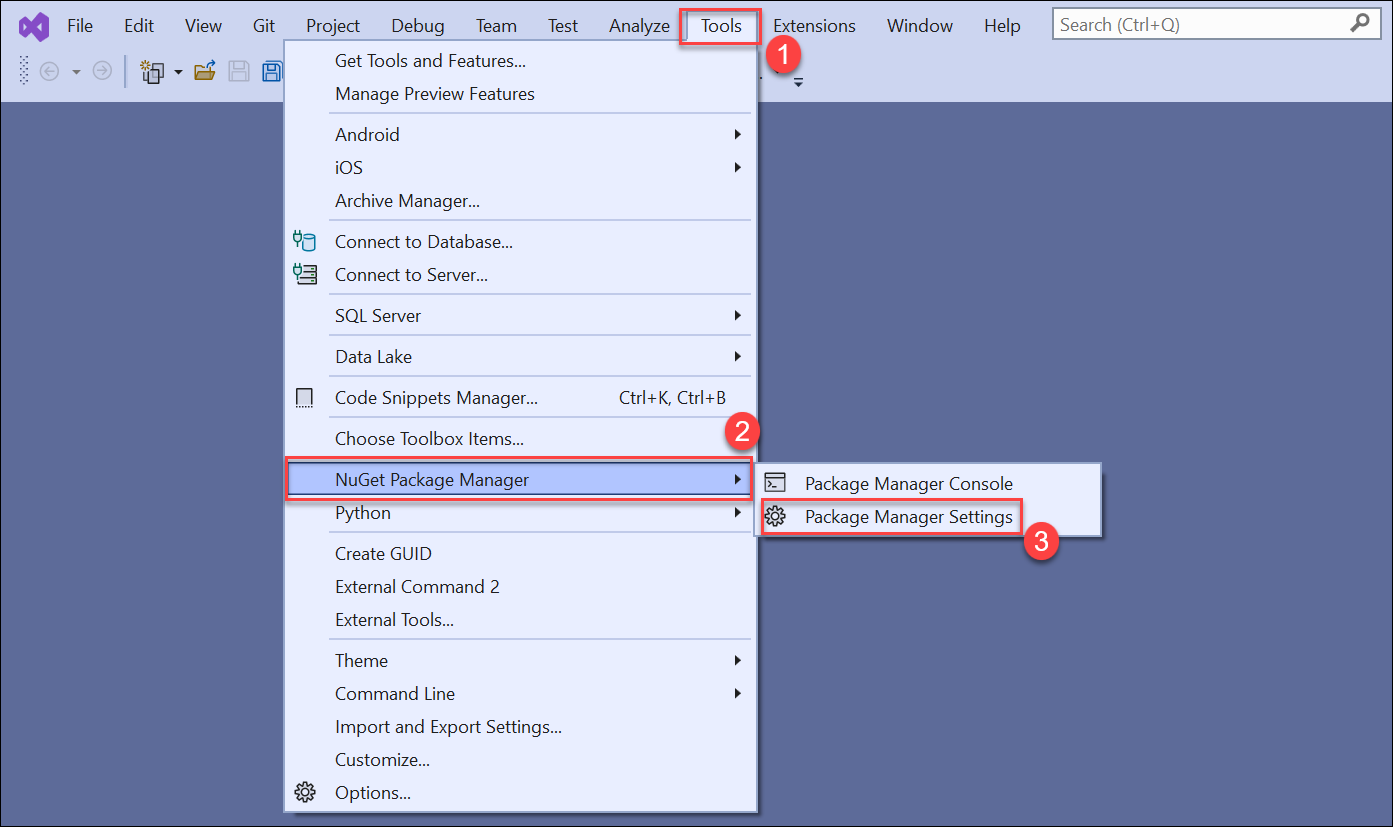 File Edit View Git Project Debug Team Test Analyze Tools Extensions Window Help Search (Ctrl+Q)
1
Get Tools and Features...
Manage Preview Features
Android
iOS
Archive Manager...
Connect to Database...
Connect to Server...
SQL Server
Data Lake
Code Snippets Manager... Ctrl+K, Ctrl+B
2
Choose Toolbox Items...
NuGet Package Manager
Package Manager Console
Python
Package Manager Settings
3
Create GUID
External Command 2
External Tools...
Theme
Command Line
Import and Export Settings...
Customize...
Options...